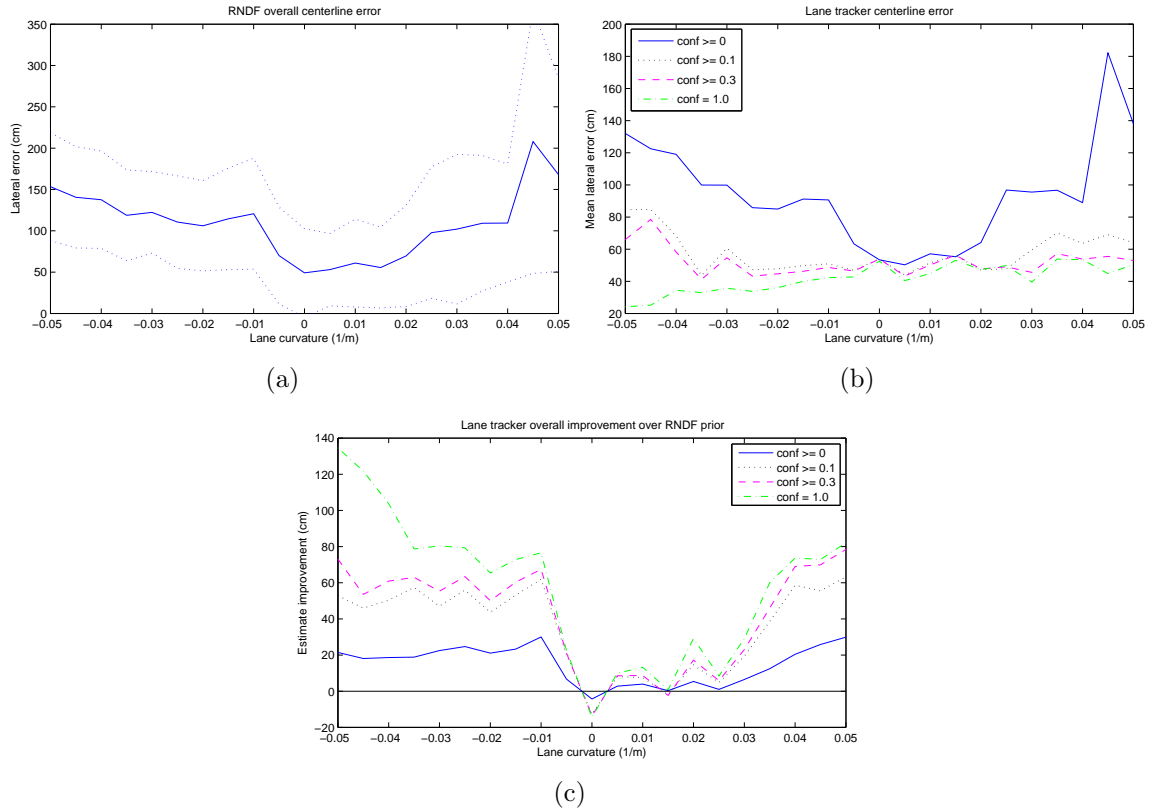 RNDF overall centerline error
350
300
250
200
150
100
50
0
Lateral error (cm)
−0.05 −0.04 −0.03 −0.02 −0.01 0 0.01 0.02 0.03 0.04 0.05
Lane curvature (1/m)
(a)
Lane tracker centerline error
200
180
160
140
120
100
80
60
40
20
Mean lateral error (cm)
conf >= 0
conf >= 0.1
conf >= 0.3
conf = 1.0
−0.05 −0.04 −0.03 −0.02 −0.01 0 0.01 0.02 0.03 0.04 0.05
Lane curvature (1/m)
(b)
Lane tracker overall improvement over RNDF prior
140
120
100
80
60
40
20
0
−20
Estimate improvement (cm)
conf >= 0
conf >= 0.1
conf >= 0.3
conf = 1.0
−0.05 −0.04 −0.03 −0.02 −0.01 0 0.01 0.02 0.03 0.04 0.05
Lane curvature (1/m)
(c)